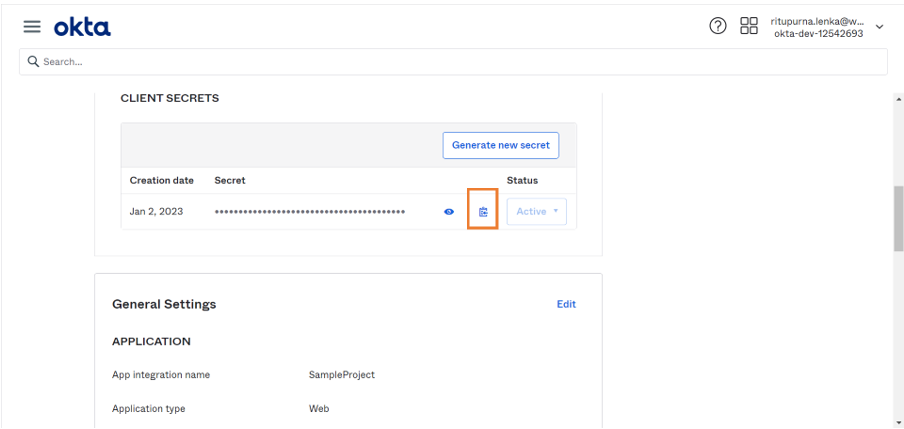 okta
ritupurna.lenka@w...
okta-dev-12542693
Search...
CLIENT SECRETS
Generate new secret
Creation date Secret Status
Jan 2, 2023 •••••••••••••••••••••••••••••••••••••••• Active
General Settings Edit
APPLICATION
App integration name SampleProject
Application type Web